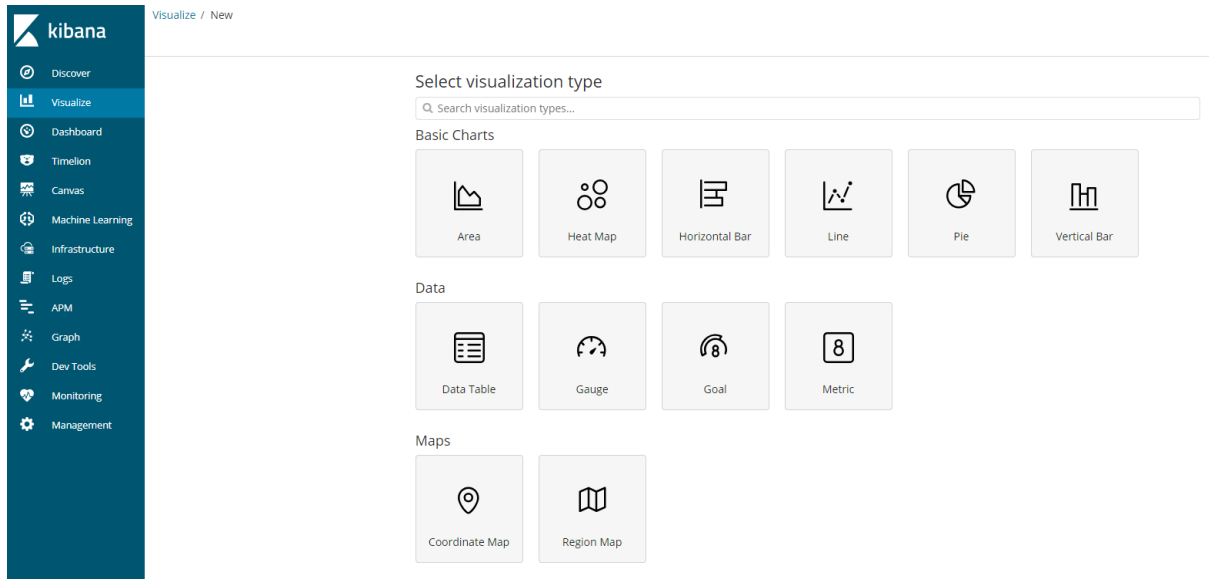 kibana
Discover
Visualize
Dashboard
Timelion
Canvas
Machine Learning
Infrastructure
Logs
APM
Graph
Dev Tools
Monitoring
Management
Visualize / New
Select visualization type
Search visualization types...
Basic Charts
Area Heat Map Horizontal Bar Line Pie Vertical Bar
Data
8 8
Data Table Gauge Goal Metric
Maps
Coordinate Map Region Map